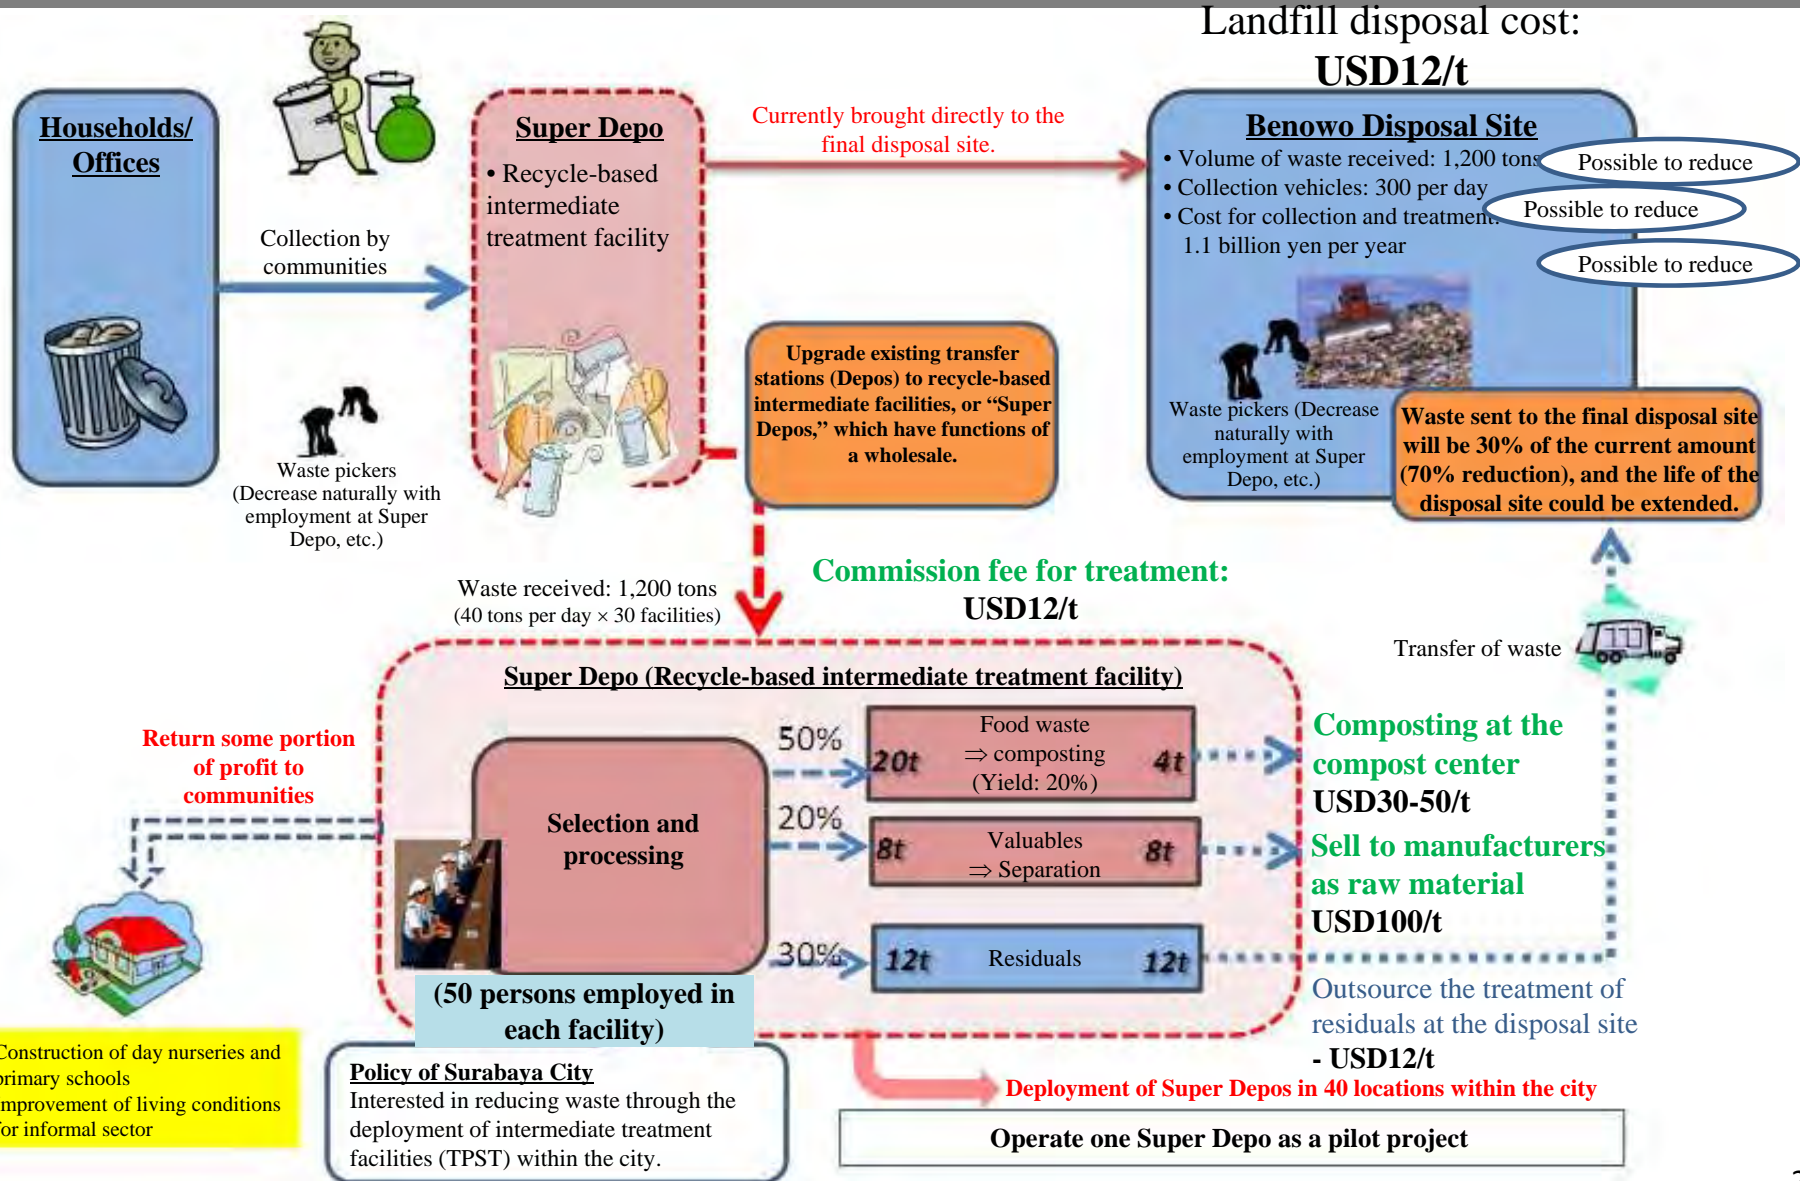 Landfill disposal cost:
USD12/t
Households/
Offices
Collection by
communities
Waste pickers
(Decrease naturally with
employment at Super
Depo, etc.)
Super Depo
• Recycle-based
intermediate
treatment facility
Currently brought directly to the
final disposal site.
Benowo Disposal Site
• Volume of waste received: 1,200 tons
• Collection vehicles: 300 per day
• Cost for collection and treatment:
1.1 billion yen per year
Possible to reduce
Possible to reduce
Possible to reduce
Waste pickers (Decrease
naturally with
employment at Super
Depo, etc.)
Upgrade existing transfer
stations (Depos) to recycle-based
intermediate facilities, or “Super
Depos,” which have functions of
a wholesale.
Waste sent to the final disposal site
will be 30% of the current amount
(70% reduction), and the life of the
disposal site could be extended.
Waste received: 1,200 tons
(40 tons per day × 30 facilities)
Commission fee for treatment:
USD12/t
Transfer of waste
Super Depo (Recycle-based intermediate treatment facility)
Selection and
processing
(50 persons employed in
each facility)
50%
20t
Food waste
⇒ composting
(Yield: 20%)
4t
20%
8t
Valuables
⇒ Separation
8t
30%
12t
Residuals
12t
Composting at the
compost center
USD30-50/t
Sell to manufacturers
as raw material
USD100/t
Outsource the treatment of
residuals at the disposal site
- USD12/t
Return some portion
of profit to
communities
Construction of day nurseries and
primary schools
improvement of living conditions
for informal sector
Policy of Surabaya City
Interested in reducing waste through the
deployment of intermediate treatment
facilities (TPST) within the city.
Deployment of Super Depos in 40 locations within the city
Operate one Super Depo as a pilot project